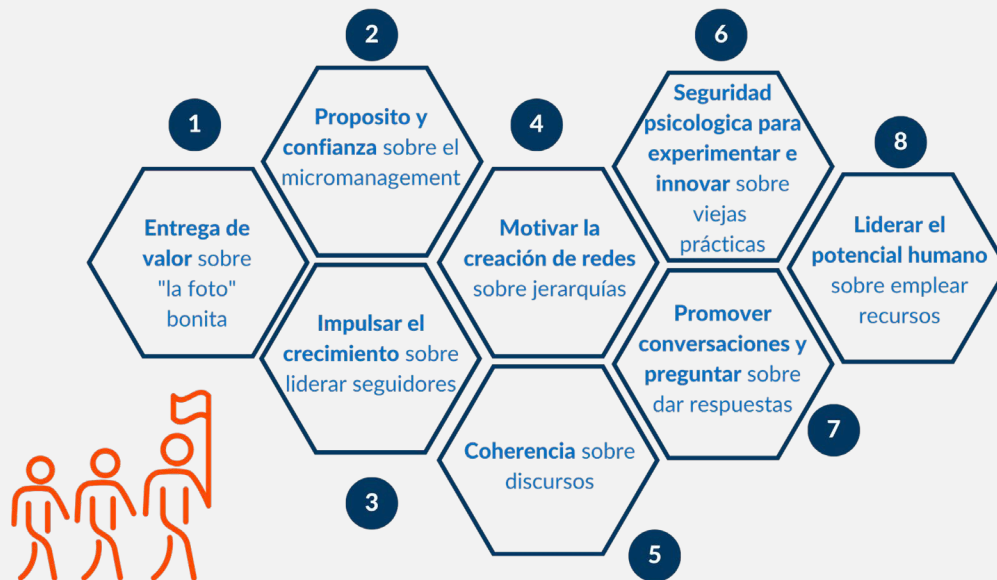 1
Entrega de
valor sobre
"la foto"
bonita
2
Proposito y
confianza sobre el
micromanagement
3
Impulsar el
crecimiento sobre
liderar seguidores
4
Motivar la
creación de redes
sobre jerarquías
5
Coherencia sobre
discursos
6
Seguridad
psicologica para
experimentar e
innovar sobre
viejas
prácticas
7
Promover
conversaciones y
preguntar sobre
dar respuestas
8
Liderar el
potencial humano
sobre emplear
recursos